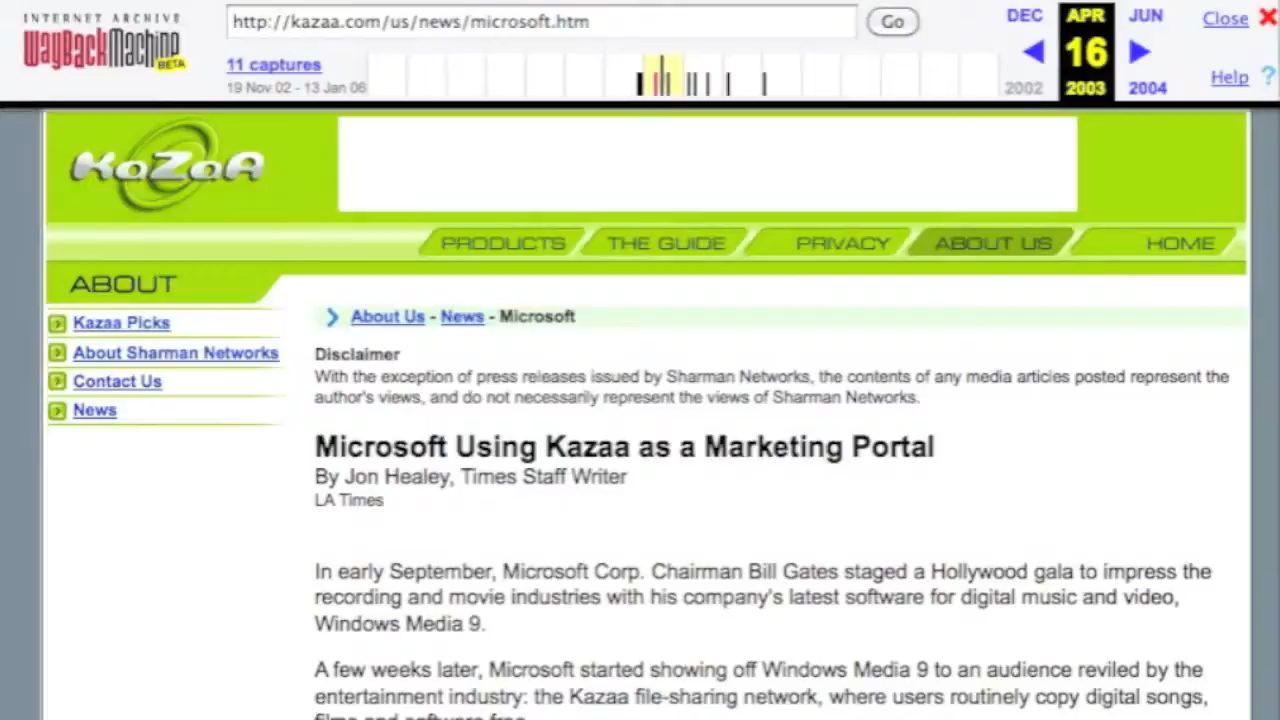 INTERNET ARCHIVE
WayBackMachine
BETA
http://kazaa.com/us/news/microsoft.htm
Go
11 captures
19 Nov 02 - 13 Jan 06
DEC
APR
JUN
16
2002
2003
2004
Close
Help
?
KaZaA
PRODUCTS
THE GUIDE
PRIVACY
ABOUT US
HOME
ABOUT
Kazaa Picks
About Sharman Networks
Contact Us
News
About Us - News - Microsoft
Disclaimer
With the exception of press releases issued by Sharman Networks, the contents of any media articles posted represent the
author's views, and do not necessarily represent the views of Sharman Networks.
Microsoft Using Kazaa as a Marketing Portal
By Jon Healey, Times Staff Writer
LA Times
In early September, Microsoft Corp. Chairman Bill Gates staged a Hollywood gala to impress the
recording and movie industries with his company's latest software for digital music and video,
Windows Media 9.
A few weeks later, Microsoft started showing off Windows Media 9 to an audience reviled by the
entertainment industry: the Kazaa file-sharing network, where users routinely copy digital songs,
films and software free.